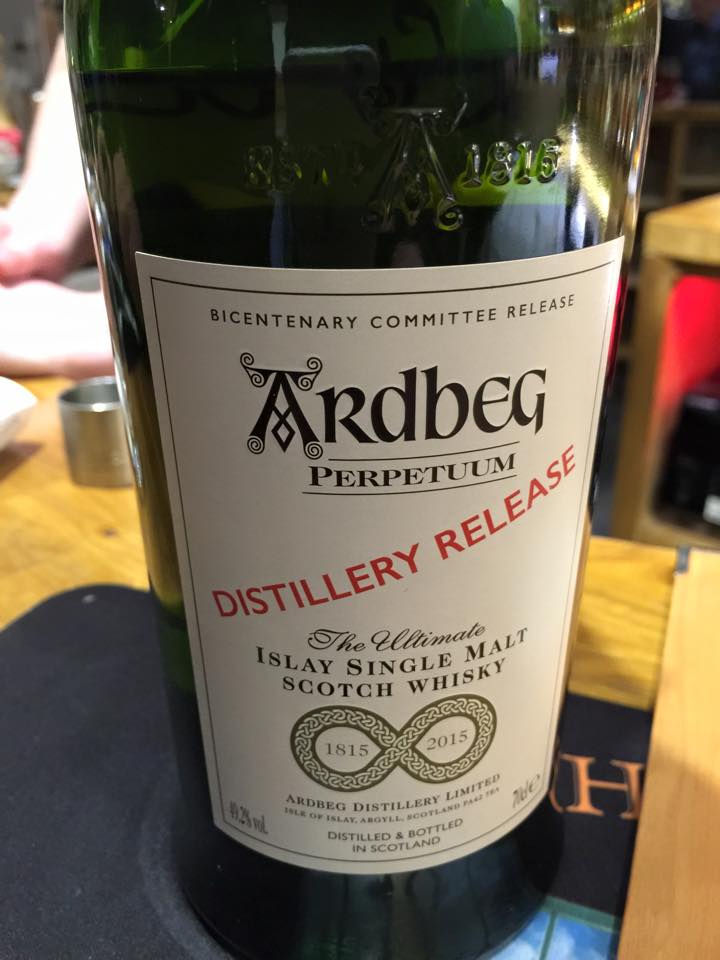 ESTD A 1815
BICENTENARY COMMITTEE RELEASE
ARDBEG
PERPETUUM
DISTILLERY RELEASE
The Ultimate
ISLAY SINGLE MALT
SCOTCH WHISKY
1815 2015
ARDBEG DISTILLERY LIMITED
ISLE OF ISLAY, ARGYLL, SCOTLAND PA42 7EA
49.2% vol. 70cl e
DISTILLED & BOTTLED
IN SCOTLAND
(H